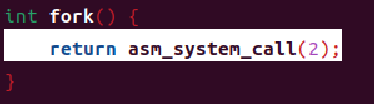 int fork() {
    return asm_system_call(2);
}